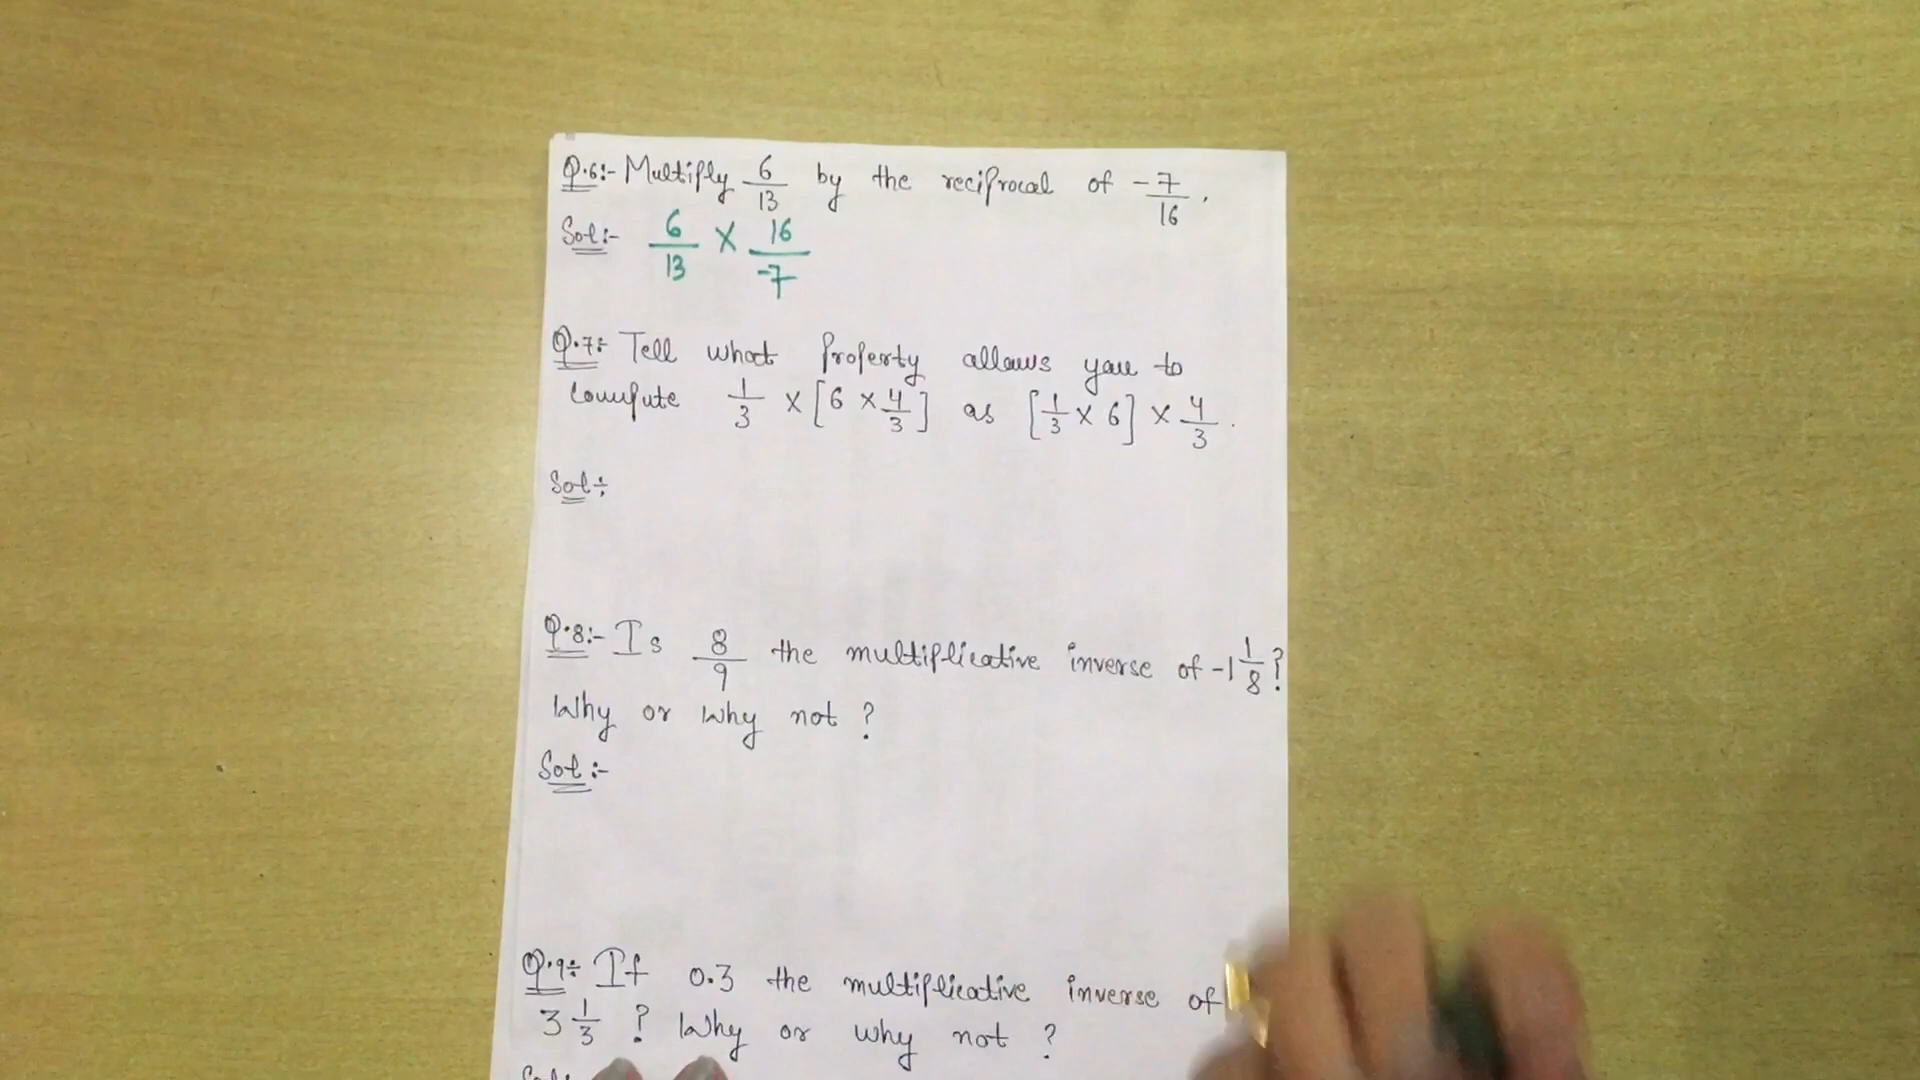 Q.6:- Multiply 6/13 by the reciprocal of -7/16.
Sol:- 6/13 × 16/-7
Q.7:- Tell what property allows you to
compute 1/3 × [6 × 4/3] as [1/3 × 6] × 4/3.
Sol:-
Q.8:- Is 8/9 the multiplicative inverse of -1 1/8?
Why or Why not ?
Sol:-
Q.9:- If 0.3 the multiplicative inverse of
3 1/3 ? Why or why not ?